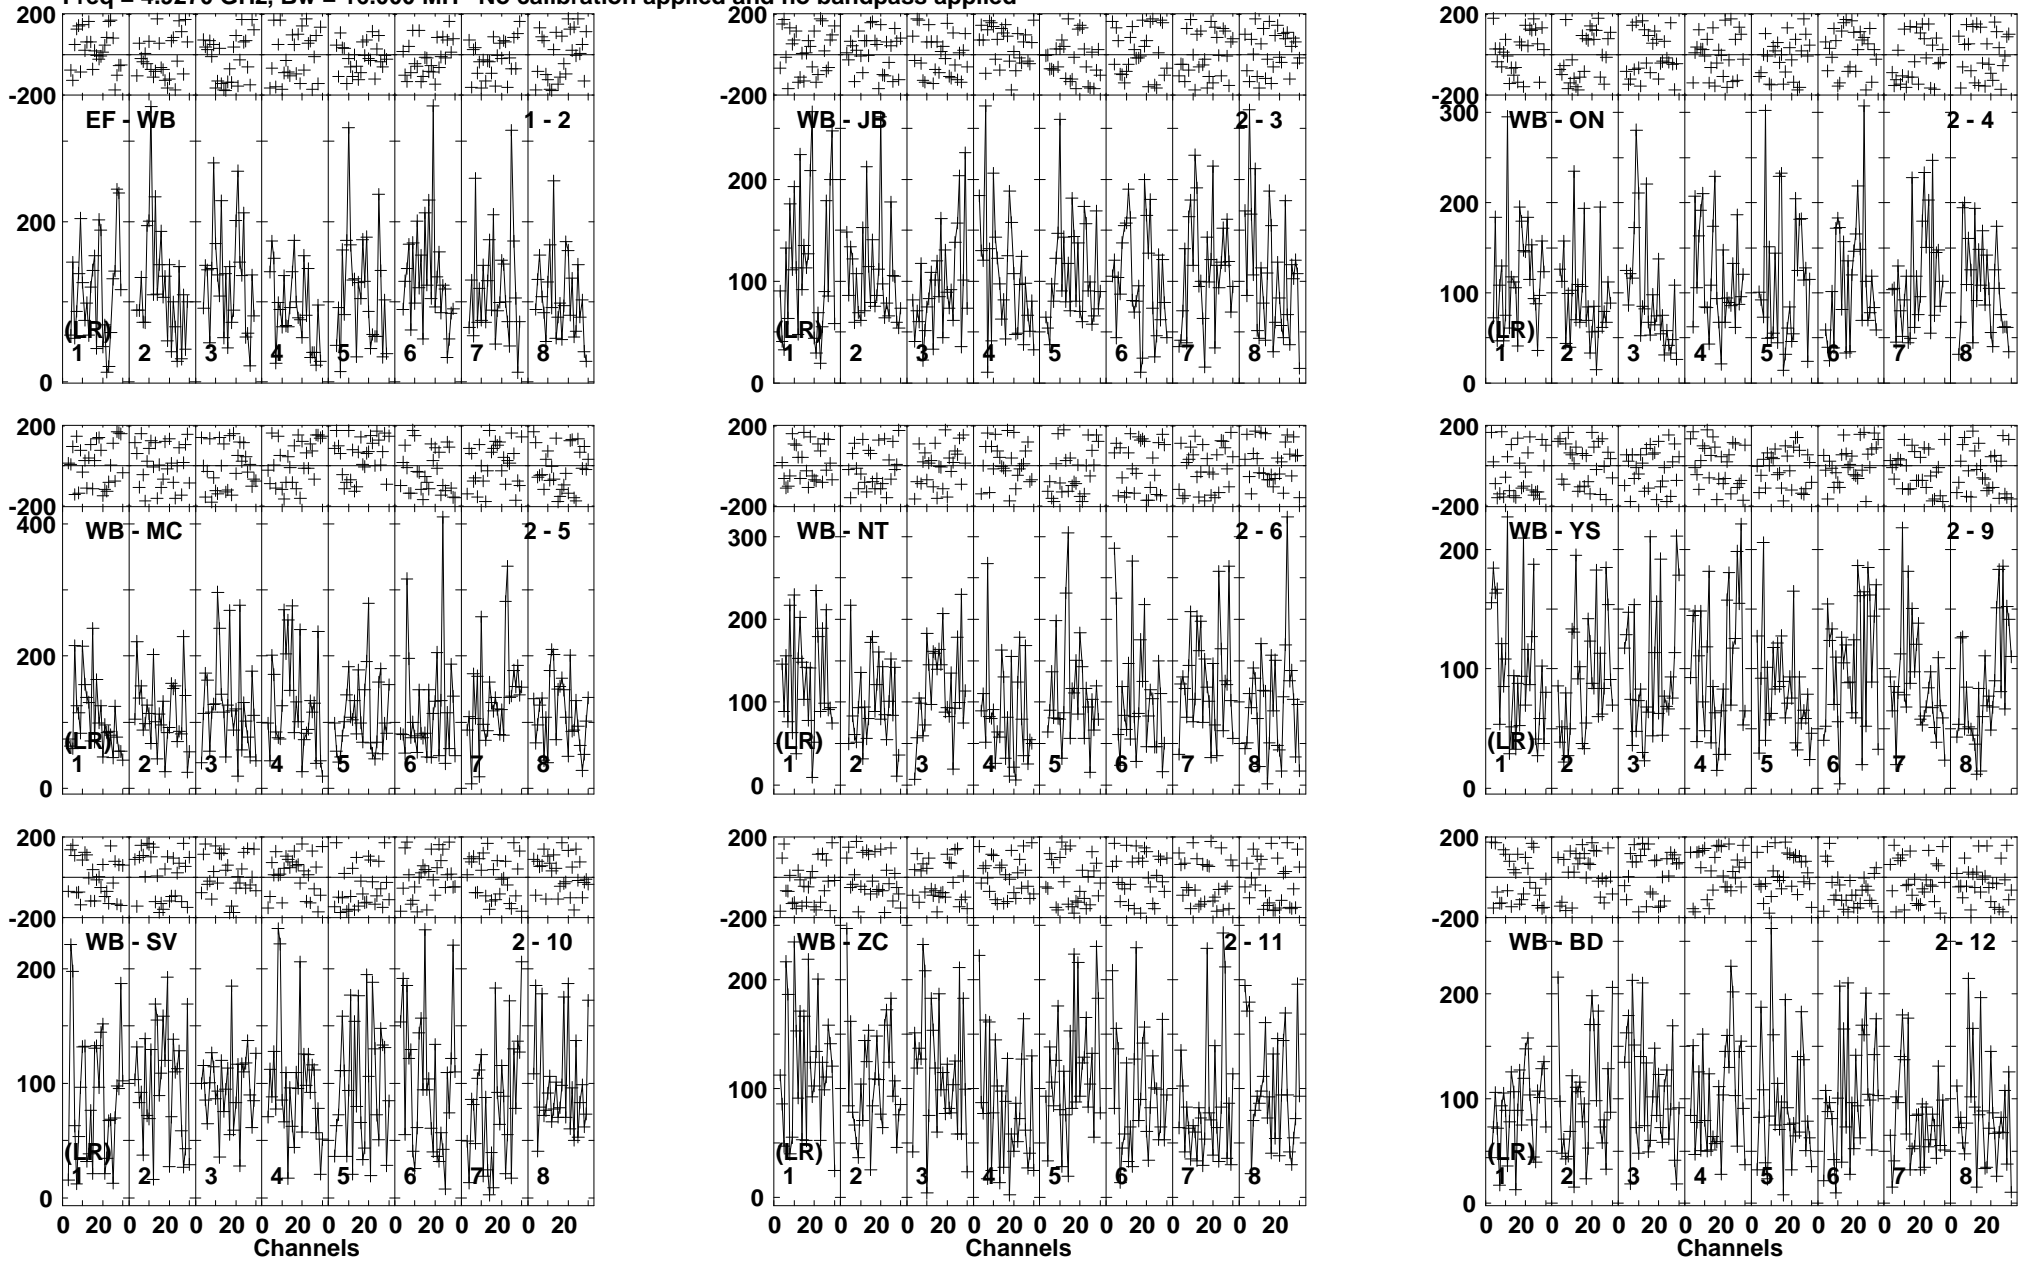 No calibration applied and no bandpass applied
200 200 200
-200 -200 -200
EF - WB 1 - 2 WB - JB 2 - 3 300 WB - ON 2 - 4
200 200 200
100 100
(LR) (LR) (LR)
1 2 3 4 5 6 7 8 1 2 3 4 5 6 7 8 1 2 3 4 5 6 7 8
0 0 0
200 200 200
-200 -200 -200
400 WB - MC 2 - 5 300 WB - NT 2 - 6 WB - YS 2 - 9
200 200 200
100 100
(LR) (LR) (LR)
1 2 3 4 5 6 7 8 1 2 3 4 5 6 7 8 1 2 3 4 5 6 7 8
0 0 0
200 200 200
-200 -200 -200
WB - SV 2 - 10 WB - ZC 2 - 11 WB - BD 2 - 12
200 200 200
100 100 100
(LR) (LR) (LR)
1 2 3 4 5 6 7 8 1 2 3 4 5 6 7 8 1 2 3 4 5 6 7 8
0 0 0
0 20 0 20 0 20 0 20 0 20 0 20 0 20 0 20 0 20 0 20 0 20 0 20 0 20 0 20 0 20 0 20 0 20 0 20 0 20 0 20 0 20 0 20 0 20 0 20
Channels Channels Channels